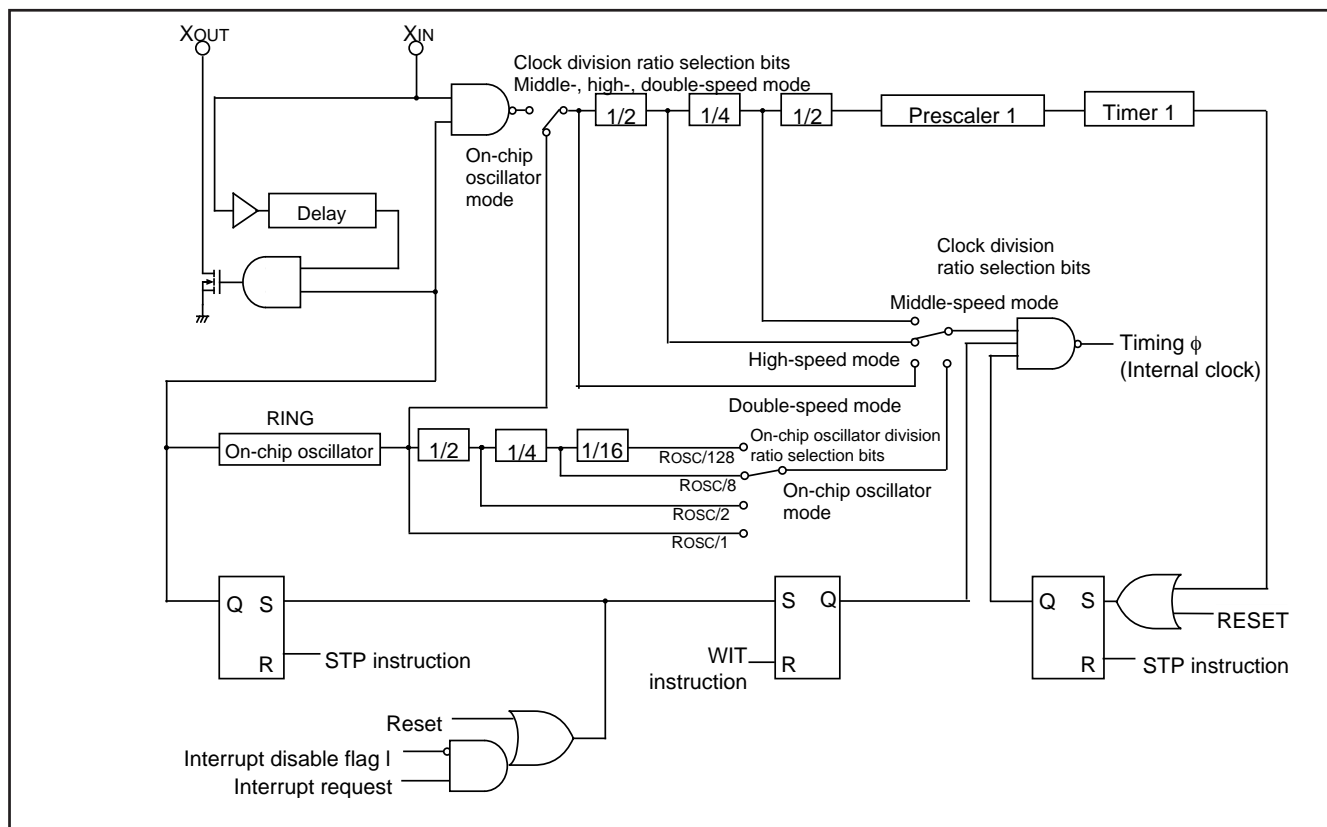 XOUT
XIN
Clock division ratio selection bits
Middle-, high-, double-speed mode
1/2
1/4
1/2
Prescaler 1
Timer 1
On-chip
oscillator
mode
Delay
Clock division
ratio selection bits
Middle-speed mode
High-speed mode
Timing ϕ
(Internal clock)
Double-speed mode
RING
On-chip oscillator
1/2
1/4
1/16
ROSC/128
On-chip oscillator division
ratio selection bits
ROSC/8
On-chip oscillator
mode
ROSC/2
ROSC/1
Q S
R
STP instruction
S Q
R
WIT
instruction
Q S
R
RESET
STP instruction
Reset
Interrupt disable flag I
Interrupt request